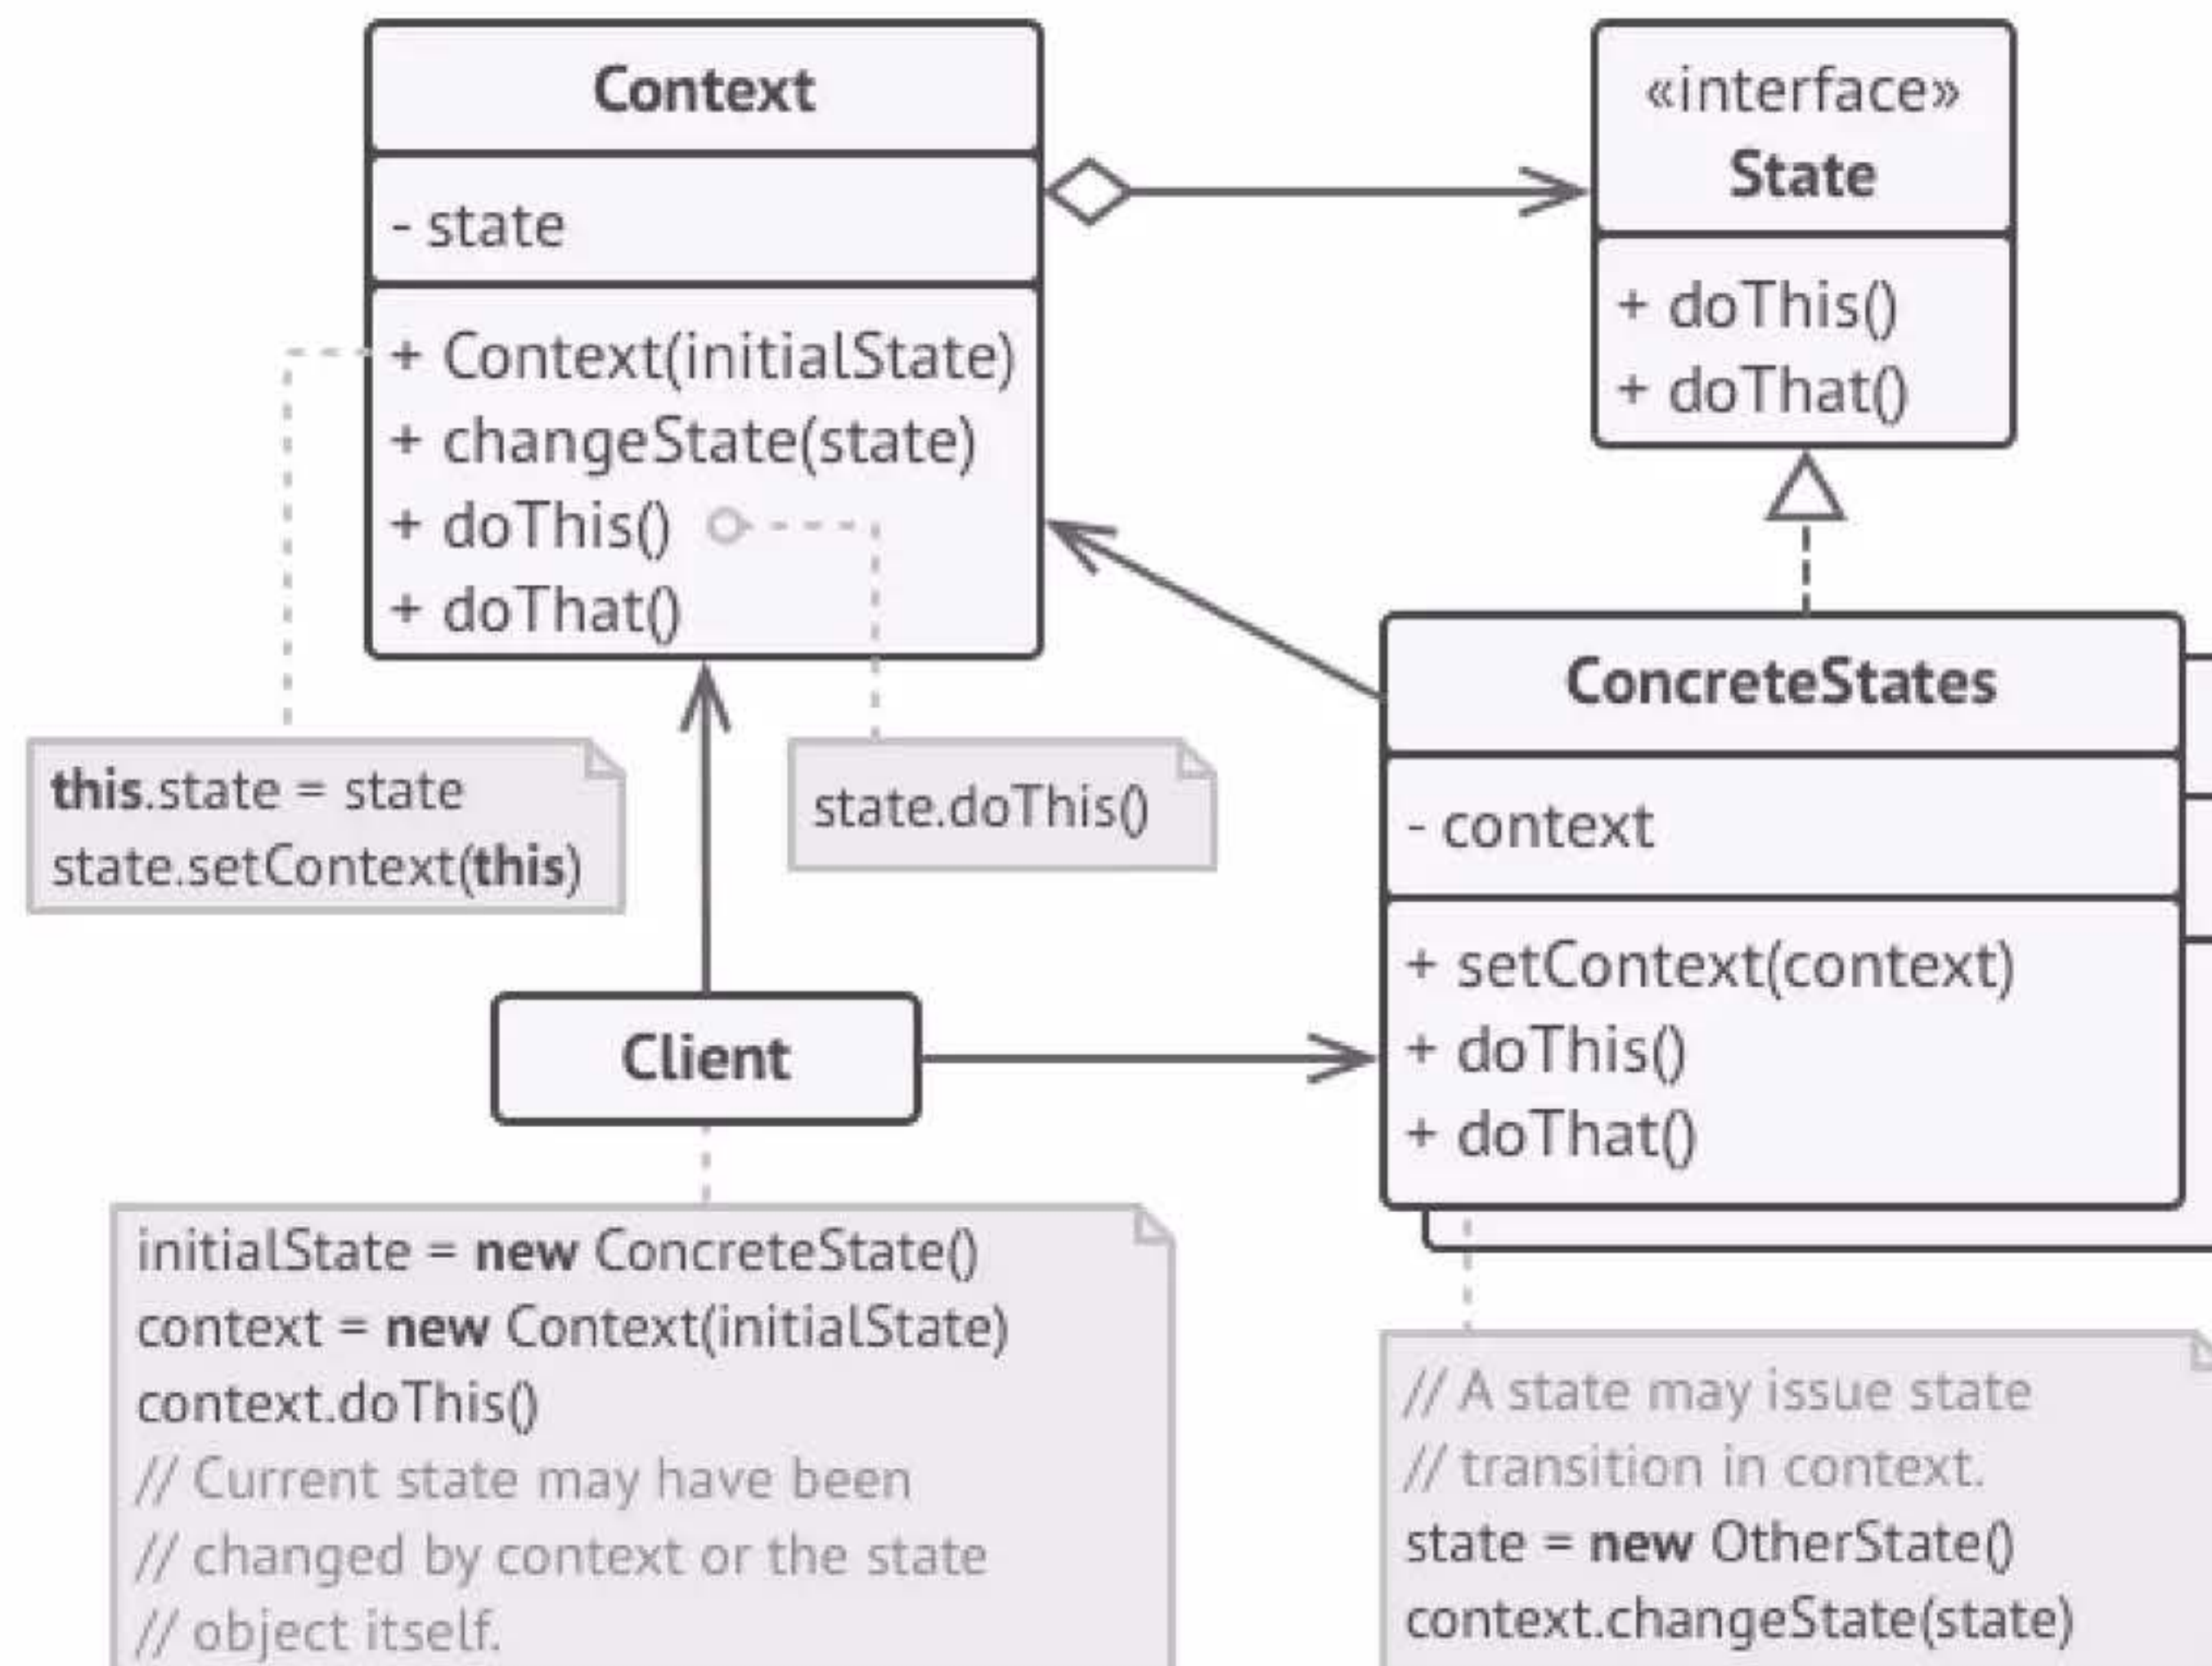 Context
- state
+ Context(initialState)
+ changeState(state)
+ doThis()
+ doThat()
«interface»
State
+ doThis()
+ doThat()
this.state = state
state.setContext(this)
state.doThis()
ConcreteStates
- context
+ setContext(context)
+ doThis()
+ doThat()
Client
initialState = new ConcreteState()
context = new Context(initialState)
context.doThis()
// Current state may have been
// changed by context or the state
// object itself.
// A state may issue state
// transition in context.
state = new OtherState()
context.changeState(state)